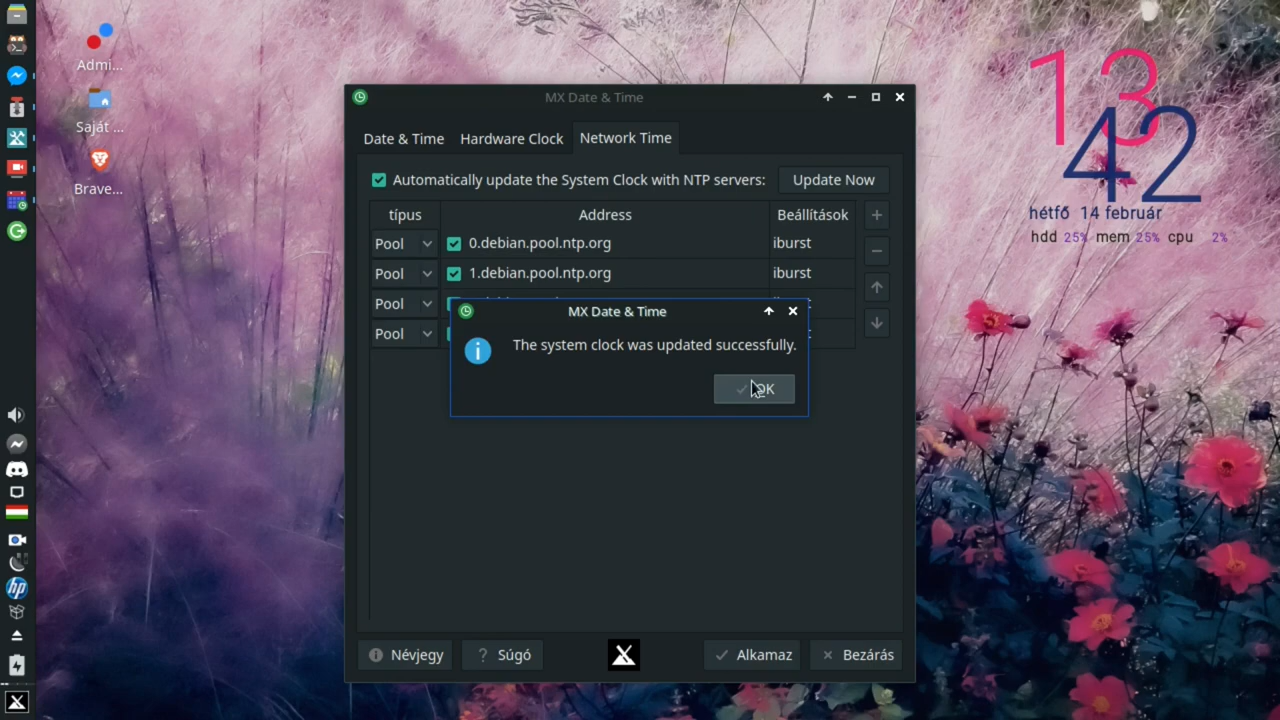 Admi...
Saját ...
Brave...
MX Date & Time
Date & Time Hardware Clock Network Time
Automatically update the System Clock with NTP servers: Update Now
típus Address Beállítások
Pool 0.debian.pool.ntp.org iburst
Pool 1.debian.pool.ntp.org iburst
Pool
Pool
MX Date & Time
The system clock was updated successfully.
OK
Névjegy Súgó Alkamaz Bezárás
13
42
hétfő 14 február
hdd 25% mem 25% cpu 2%
hp